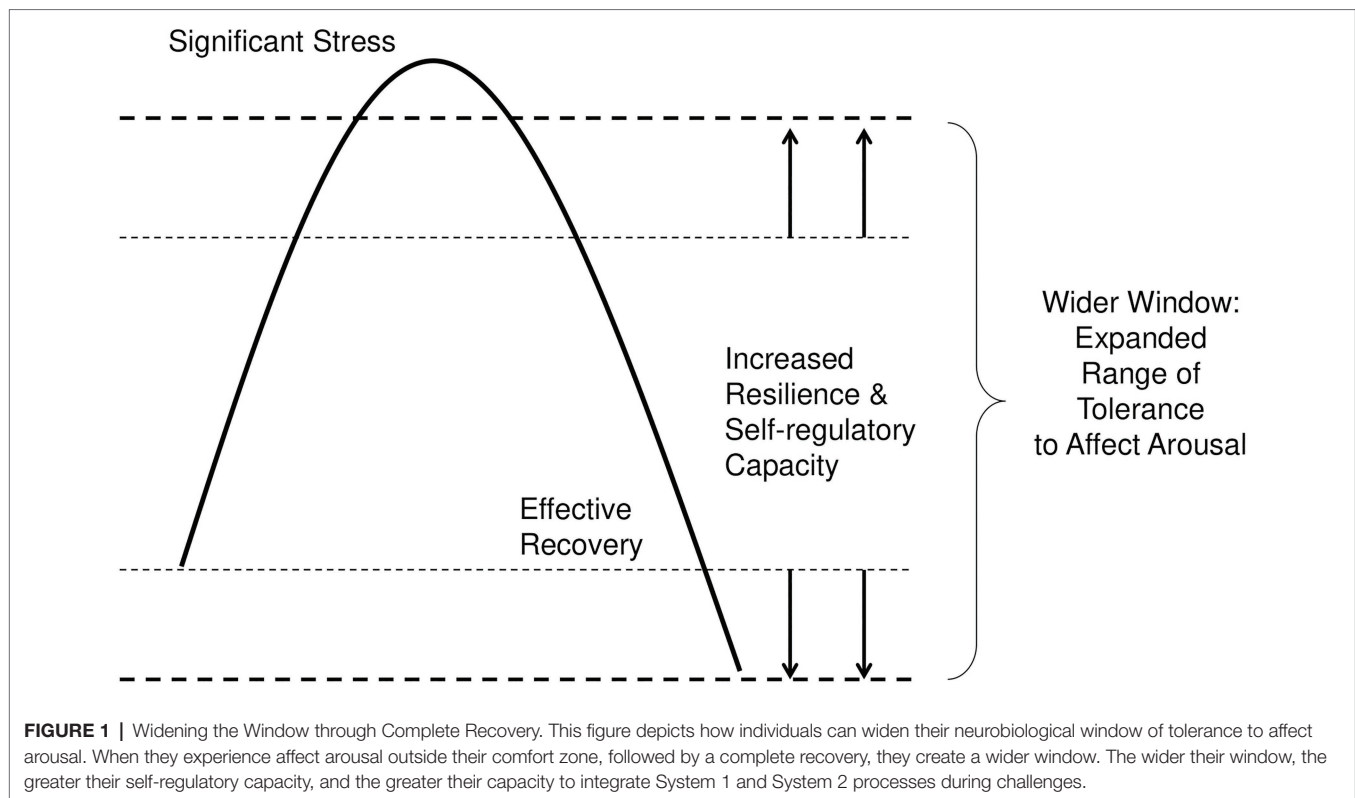 Significant Stress
Increased
Resilience &
Self-regulatory
Capacity
Effective
Recovery
Wider Window:
Expanded
Range of
Tolerance
to Affect Arousal
FIGURE 1 | Widening the Window through Complete Recovery. This figure depicts how individuals can widen their neurobiological window of tolerance to affect
arousal. When they experience affect arousal outside their comfort zone, followed by a complete recovery, they create a wider window. The wider their window, the
greater their self-regulatory capacity, and the greater their capacity to integrate System 1 and System 2 processes during challenges.